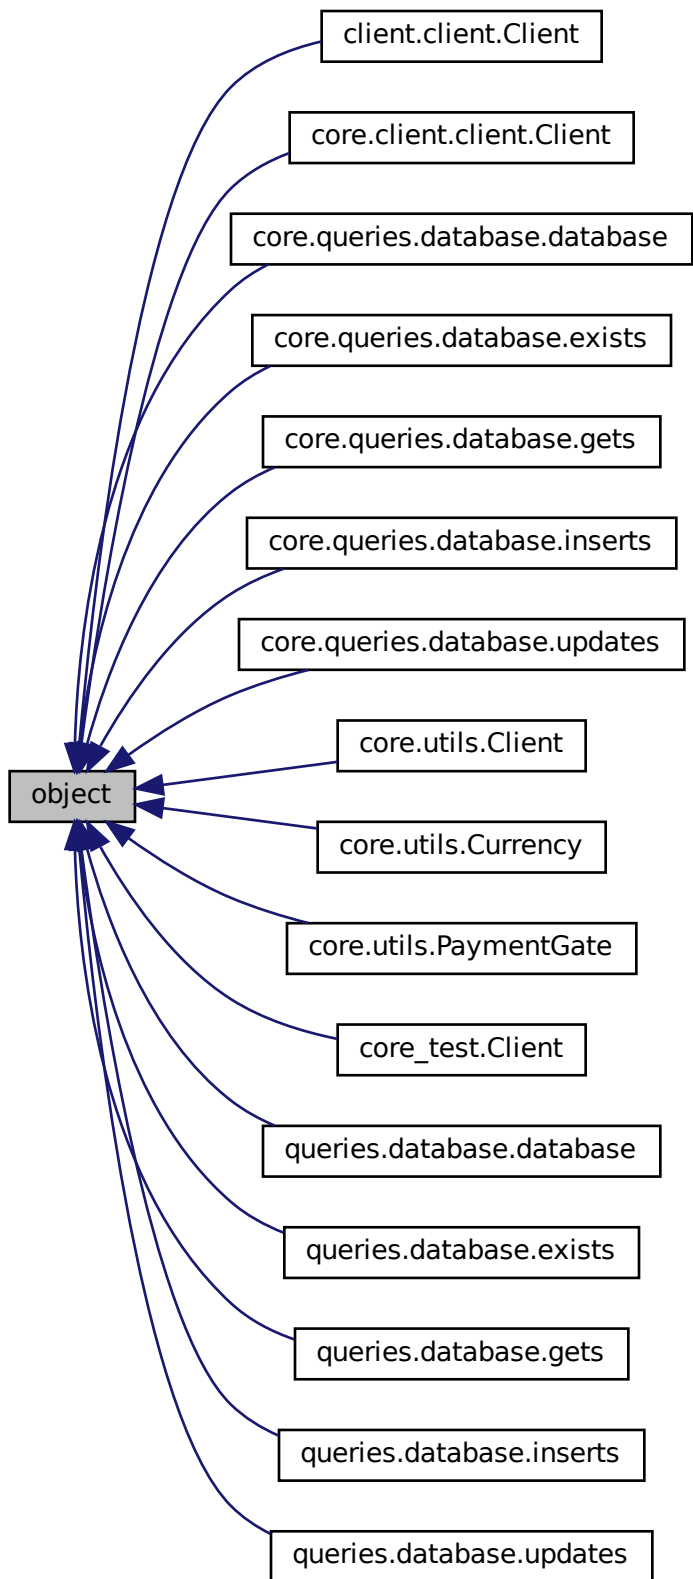 client.client.Client
core.client.client.Client
core.queries.database.database
core.queries.database.exists
core.queries.database.gets
core.queries.database.inserts
core.queries.database.updates
core.utils.Client
object
core.utils.Currency
core.utils.PaymentGate
core_test.Client
queries.database.database
queries.database.exists
queries.database.gets
queries.database.inserts
queries.database.updates